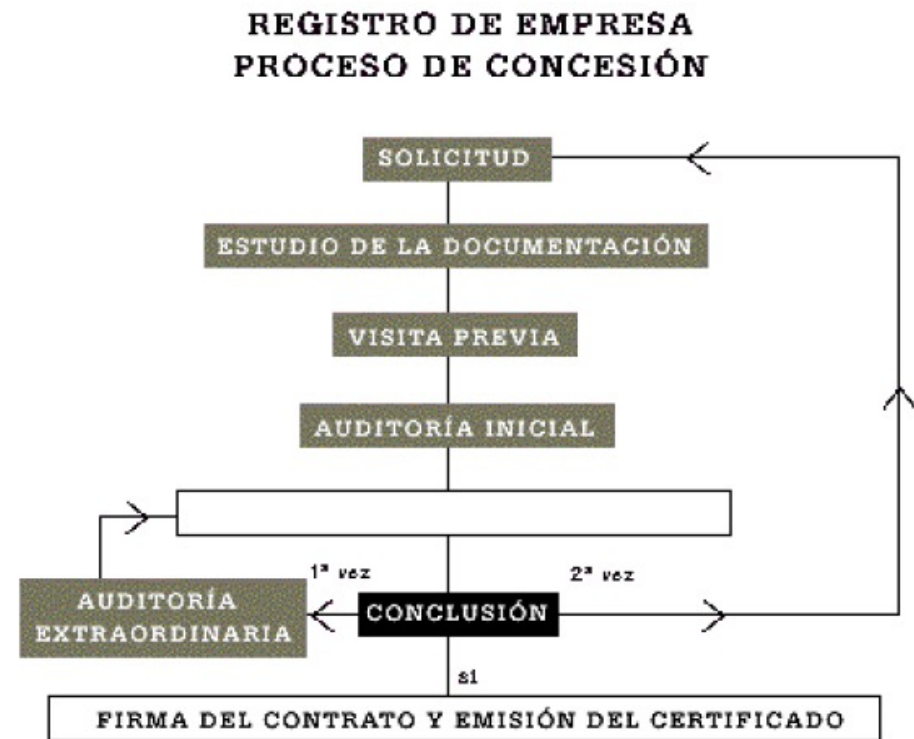 REGISTRO DE EMPRESA
PROCESO DE CONCESIÓN
SOLICITUD
ESTUDIO DE LA DOCUMENTACIÓN
VISITA PREVIA
AUDITORÍA INICIAL
1ª vez
2ª vez
AUDITORÍA
EXTRAORDINARIA
CONCLUSIÓN
sí
FIRMA DEL CONTRATO Y EMISIÓN DEL CERTIFICADO